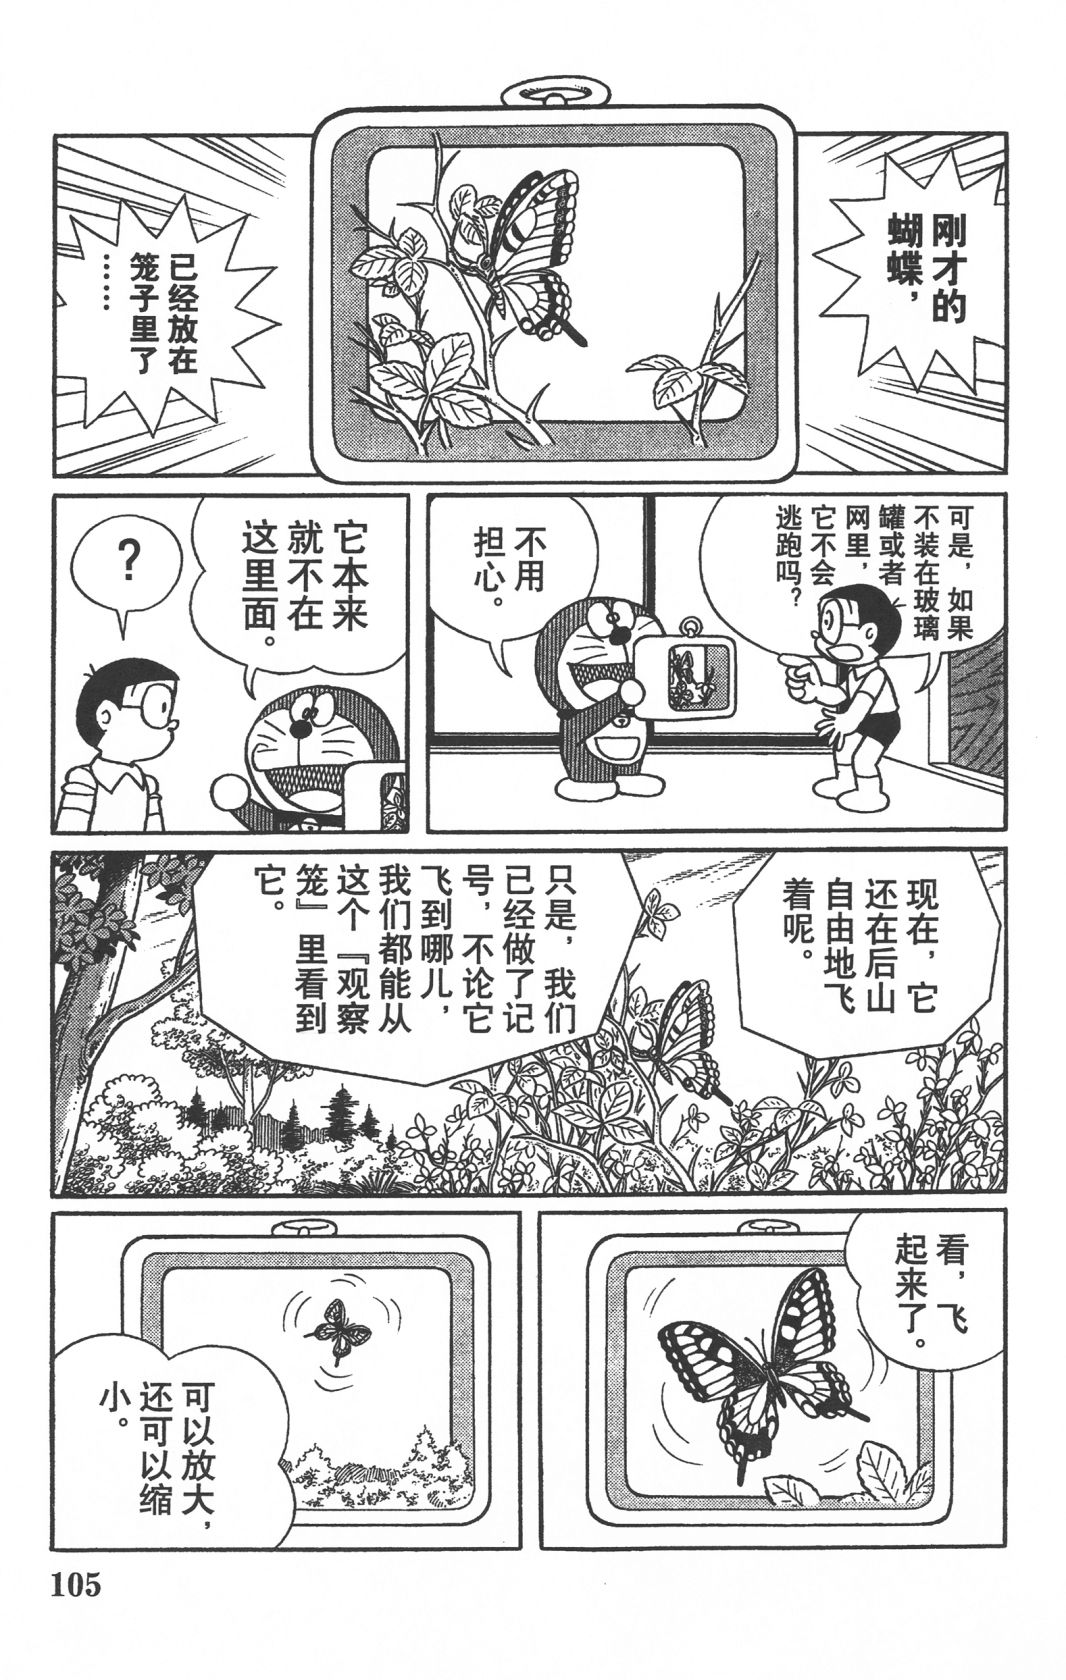 刚才的
蝴蝶，
已经放在
笼子里了
……
可是，如果
不装在玻璃
罐或者
网里，
它不会
逃跑吗？
不用
担心。
它本来
就不在
这里面。
？
现在，它
还在后山
自由地飞
着呢。
只是，我们
已经做了记
号，不论它
飞到哪儿，
我们都能从
这个『观察
笼』里看到
它。
看，飞
起来了。
可以放大，
还可以缩
小。
105